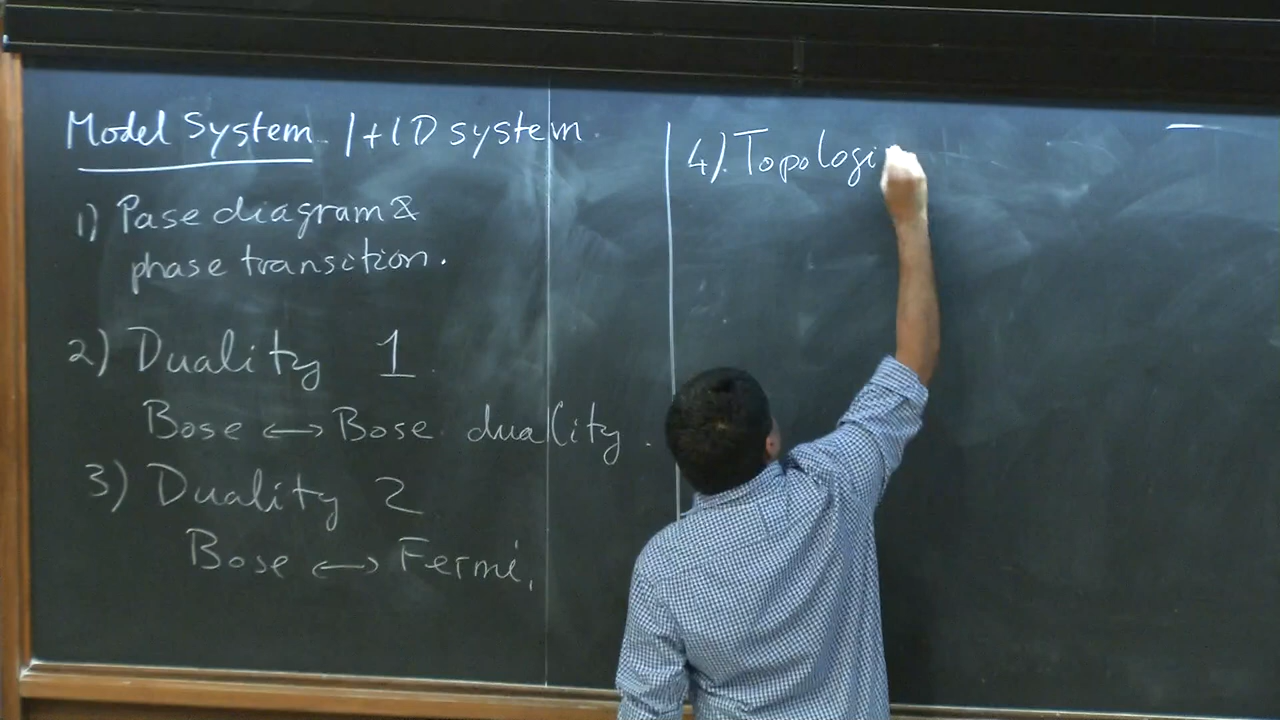 Model System 1+1D system.
1) Pase diagram &
phase transition.
2) Duality 1
Bose ↔ Bose duality.
3) Duality 2
Bose ↔ Fermi.
4). Topologi